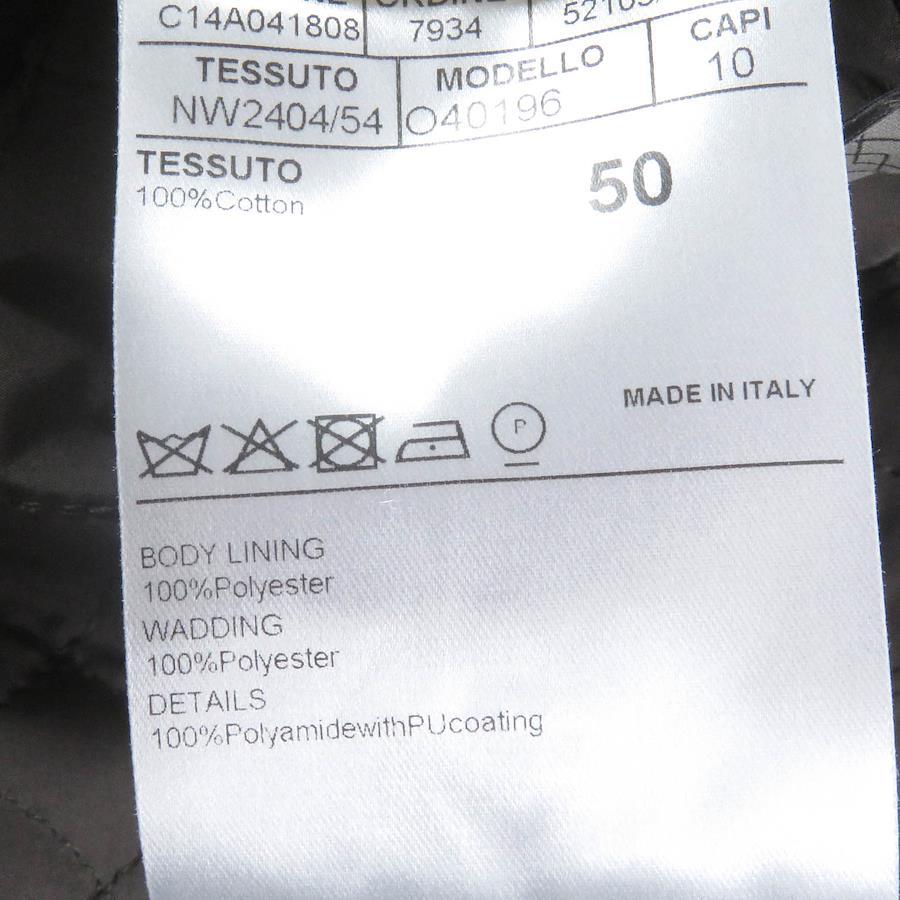 C14A041808 7934
TESSUTO MODELLO CAPI
NW2404/54 040196 10
TESSUTO
100%Cotton
50
MADE IN ITALY
P
BODY LINING
100%Polyester
WADDING
100%Polyester
DETAILS
100%PolyamidewithPUcoating